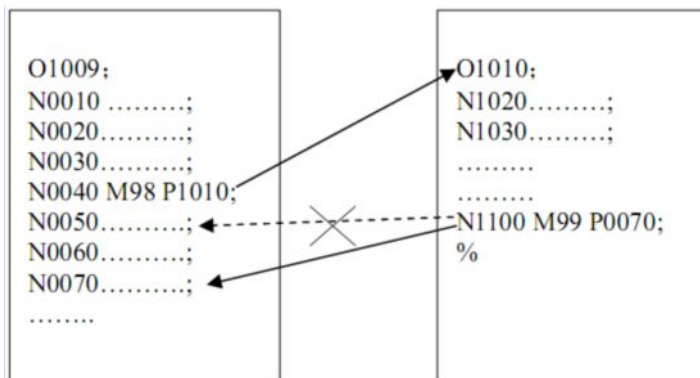 O1009;
N0010 ………;
N0020………;
N0030………;
N0040 M98 P1010;
N0050………;
N0060………;
N0070………;
……..
O1010;
N1020………;
N1030………;
………
………
N1100 M99 P0070;
%